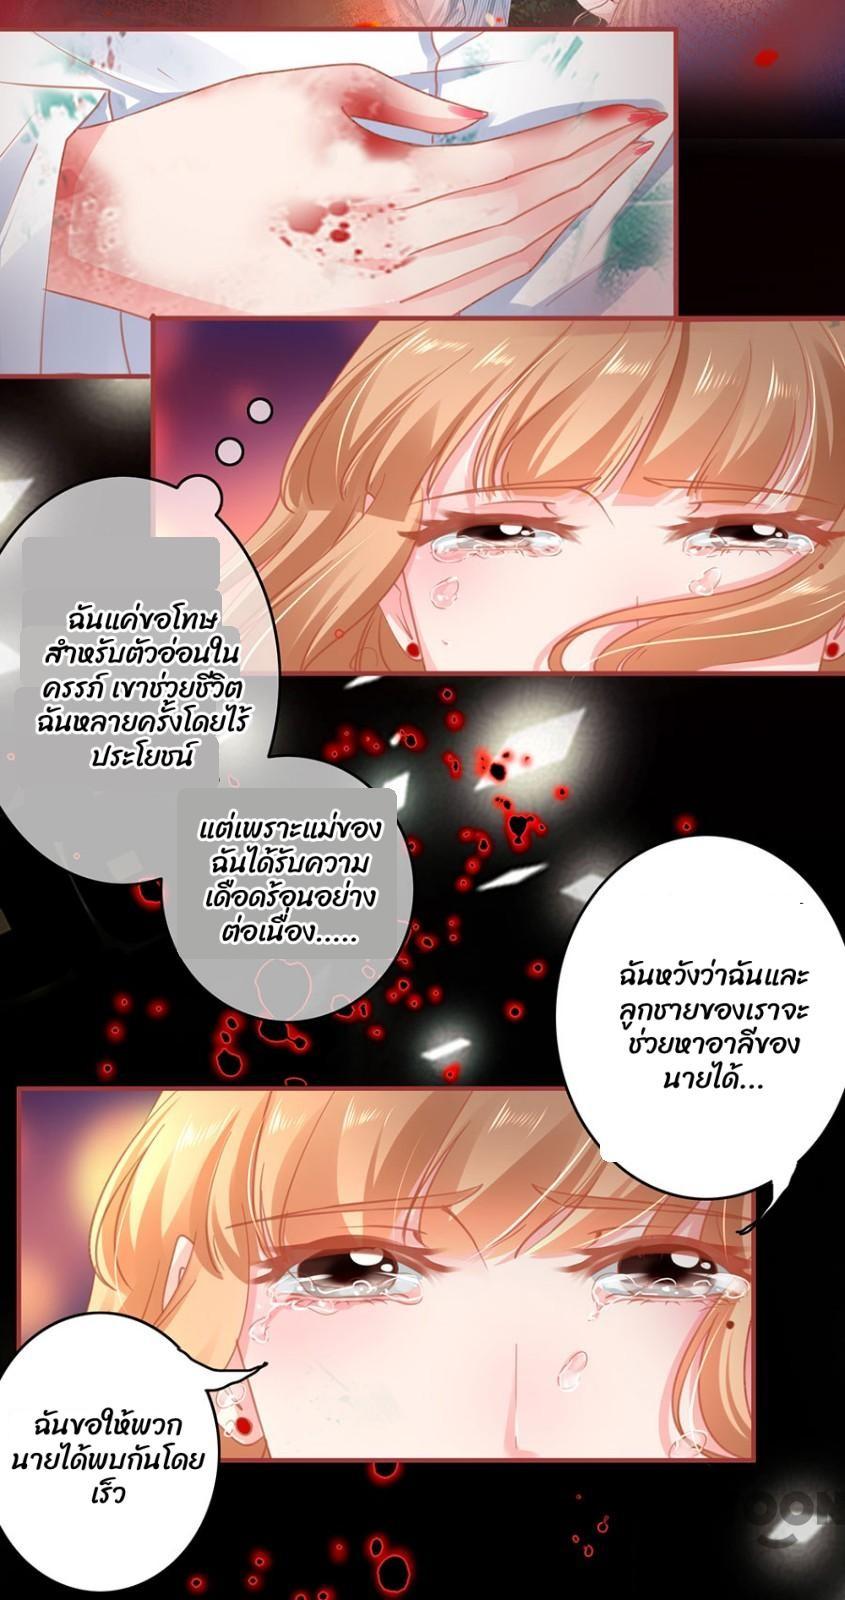 ฉันแค่ขอโทษ
สำหรับตัวอ่อนใน
ครรภ์ เขาช่วยชีวิต
ฉันหลายครั้งโดยไร้
ประโยชน์
แต่เพราะแม่ของ
ฉันได้รับความ
เดือดร้อนอย่าง
ต่อเนื่อง.....
ฉันหวังว่าฉันและ
ลูกชายของเราจะ
ช่วยหาอาลีของ
นายได้...
ฉันขอให้พวก
นายได้พบกันโดย
เร็ว